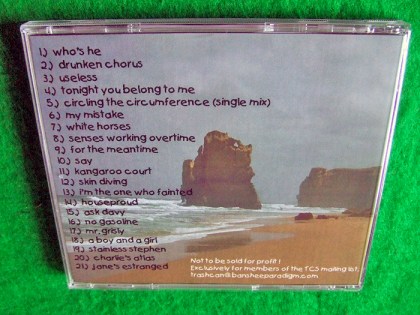 1.) who's he
2.) drunken chorus
3.) useless
4.) tonight you belong to me
5.) circling the circumference (single mix)
6.) my mistake
7.) white horses
8.) senses working overtime
9.) for the meantime
10.) say
11.) kangaroo court
12.) skin diving
13.) i'm the one who fainted
14.) houseproud
15.) ask davy
16.) no gasoline
17.) mr. grisly
18.) a boy and a girl
19.) stainless stephen
20.) charlie's atlas
21.) jane's estranged
Not to be sold for profit !
Exclusively for members of the TCS mailing list.
trashcan@bansheeparadigm.com